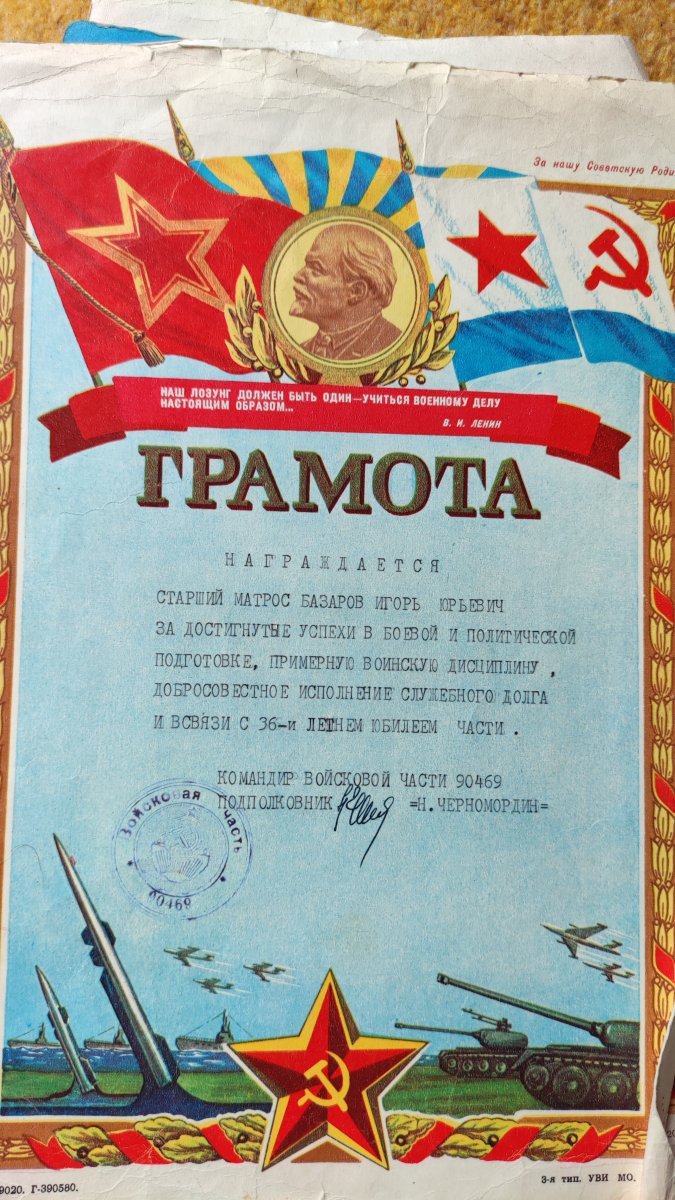 За нашу Советскую
НАШ ЛОЗУНГ ДОЛЖЕН БЫТЬ ОДИН—УЧИТЬСЯ ВОЕННОМУ ДЕЛУ
НАСТОЯЩИМ ОБРАЗОМ...
В. И. ЛЕНИН
ГРАМОТА
НАГРАЖДАЕТСЯ
СТАРШИЙ МАТРОС БАЗАРОВ ИГОРЬ ЮРЬЕВИЧ
ЗА ДОСТИГНУТЫЕ УСПЕХИ В БОЕВОЙ И ПОЛИТИЧЕСКОЙ
ПОДГОТОВКЕ, ПРИМЕРНУЮ ВОИНСКУЮ ДИСЦИПЛИНУ ,
ДОБРОСОВЕСТНОЕ ИСПОЛНЕНИЕ СЛУЖЕБНОГО ДОЛГА
И ВСВЯЗИ С 36-и ЛЕТНЕМ ЮБИЛЕЕМ ЧАСТИ .
КОМАНДИР ВОЙСКОВОЙ ЧАСТИ 90469
ПОДПОЛКОВНИК =Н.ЧЕРНОМОРДИН=
Войсковая часть
90469
9020. Г-390580.
3-я тип. УВИ МО.